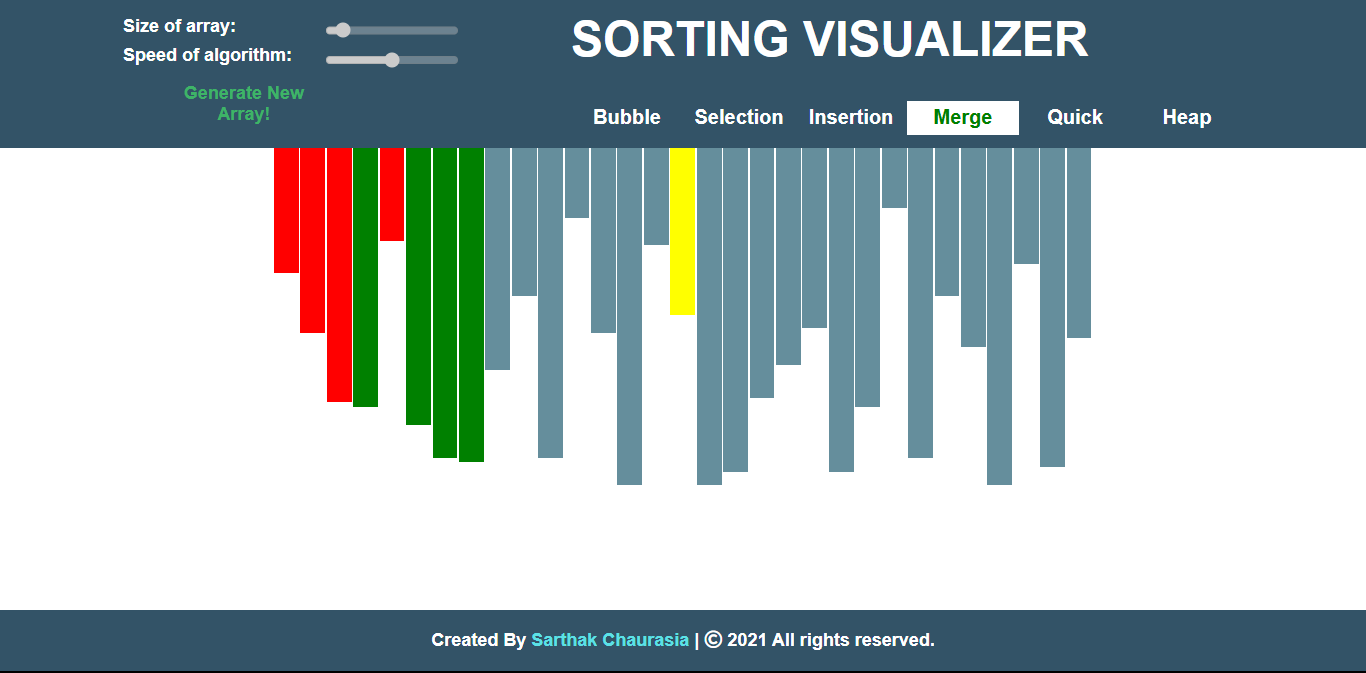 Size of array:
Speed of algorithm:
Generate New
Array!
SORTING VISUALIZER
Bubble Selection Insertion Merge Quick Heap
Created By Sarthak Chaurasia | © 2021 All rights reserved.